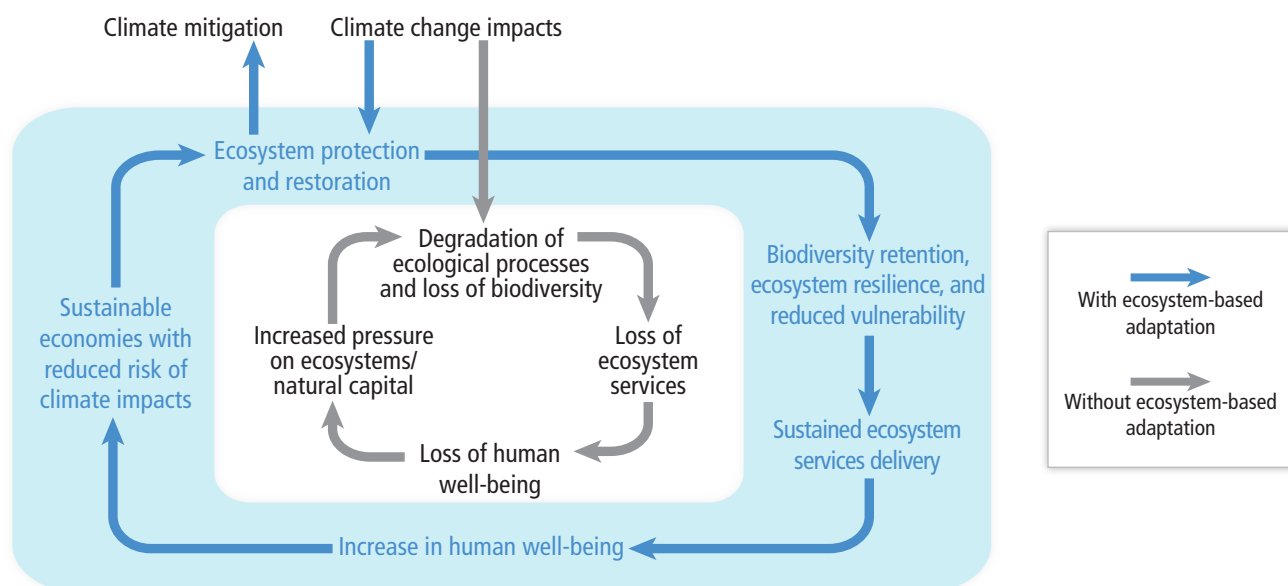 Climate mitigation
Climate change impacts
Ecosystem protection
and restoration
Degradation of
ecological processes
and loss of biodiversity
Biodiversity retention,
ecosystem resilience, and
reduced vulnerability
Sustainable
economies with
reduced risk of
climate impacts
Increased pressure
on ecosystems/
natural capital
Loss of
ecosystem
services
Loss of human
well-being
Sustained ecosystem
services delivery
Increase in human well-being
With ecosystem-based
adaptation
Without ecosystem-based
adaptation